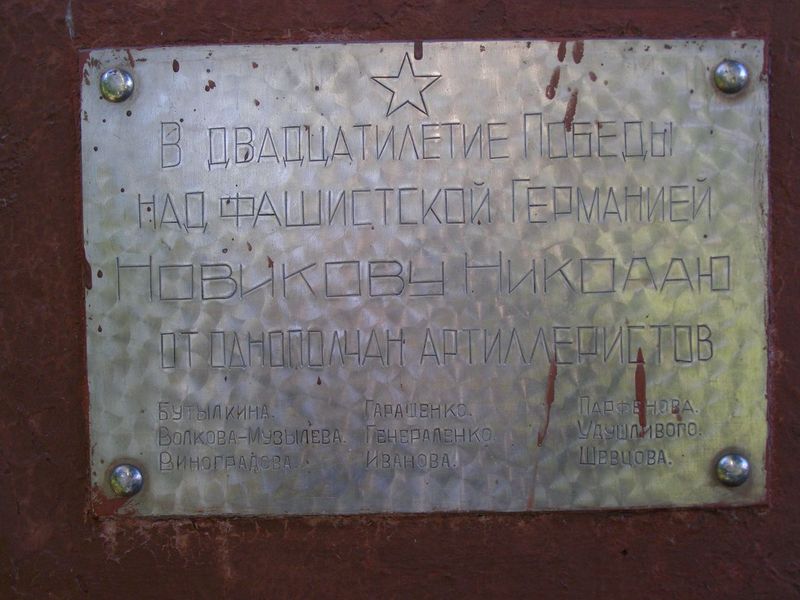 В двадцатилетие Победы
над фашистской Германией
Новикову Николаю
от однополчан артиллеристов
Бутылкина. Гаращенко. Парфенова.
Волкова-Музылева. Генераленко. Удушливого.
Виноградова. Иванова. Шевцова.